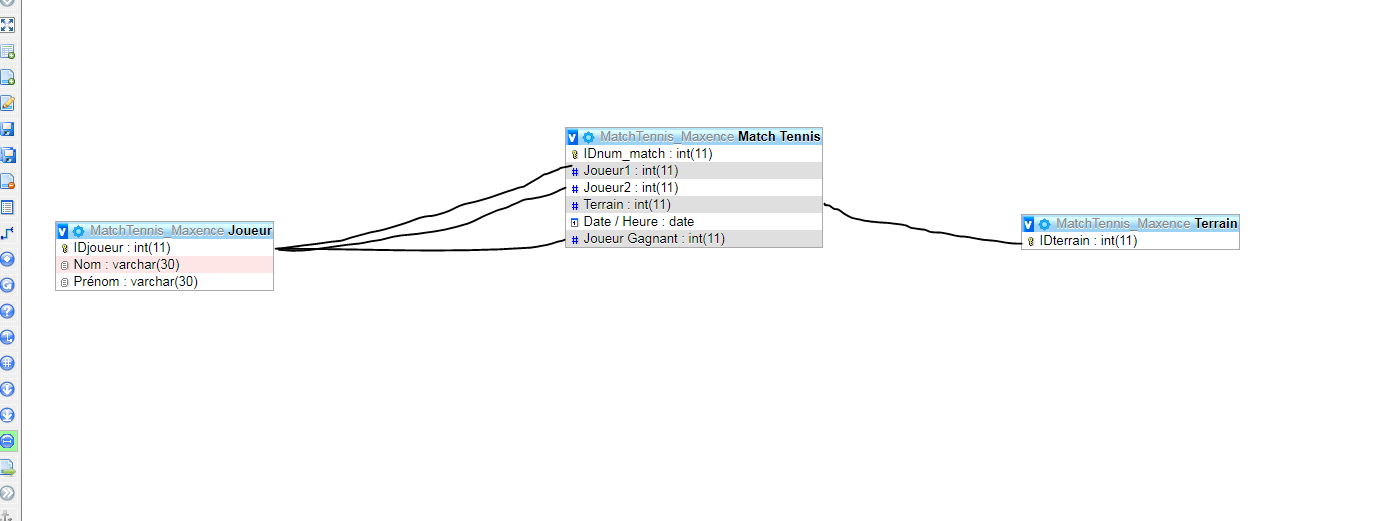 MatchTennis_Maxence Match Tennis
IDnum_match : int(11)
Joueur1 : int(11)
Joueur2 : int(11)
Terrain : int(11)
Date / Heure : date
Joueur Gagnant : int(11)
MatchTennis_Maxence Joueur
IDjoueur : int(11)
Nom : varchar(30)
Prénom : varchar(30)
MatchTennis_Maxence Terrain
IDterrain : int(11)